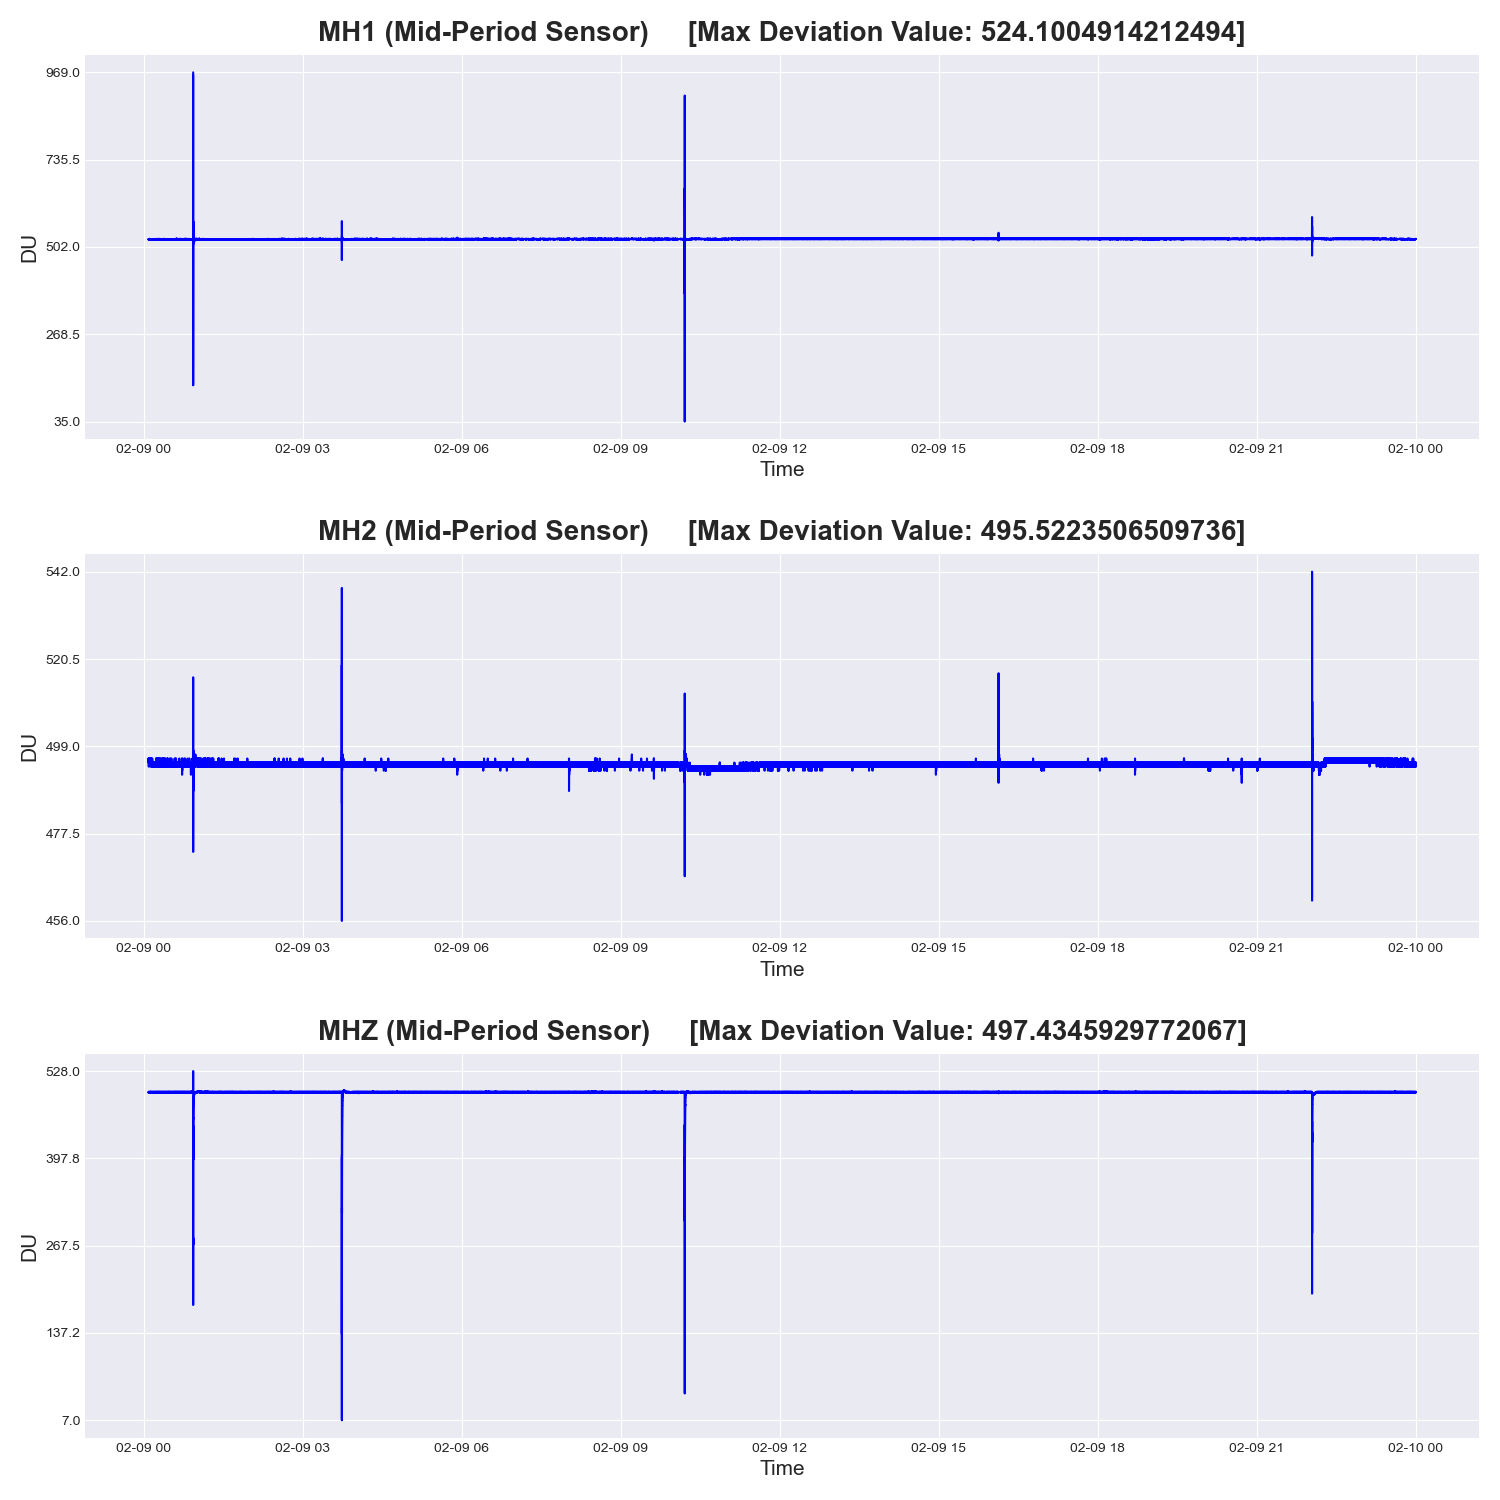 MH1 (Mid-Period Sensor) [Max Deviation Value: 524.1004914212494]
969.0
735.5
502.0
268.5
35.0
DU
02-09 00 02-09 03 02-09 06 02-09 09 02-09 12 02-09 15 02-09 18 02-09 21 02-10 00
Time
MH2 (Mid-Period Sensor) [Max Deviation Value: 495.5223506509736]
542.0
520.5
499.0
477.5
456.0
DU
02-09 00 02-09 03 02-09 06 02-09 09 02-09 12 02-09 15 02-09 18 02-09 21 02-10 00
Time
MHZ (Mid-Period Sensor) [Max Deviation Value: 497.4345929772067]
528.0
397.8
267.5
137.2
7.0
DU
02-09 00 02-09 03 02-09 06 02-09 09 02-09 12 02-09 15 02-09 18 02-09 21 02-10 00
Time